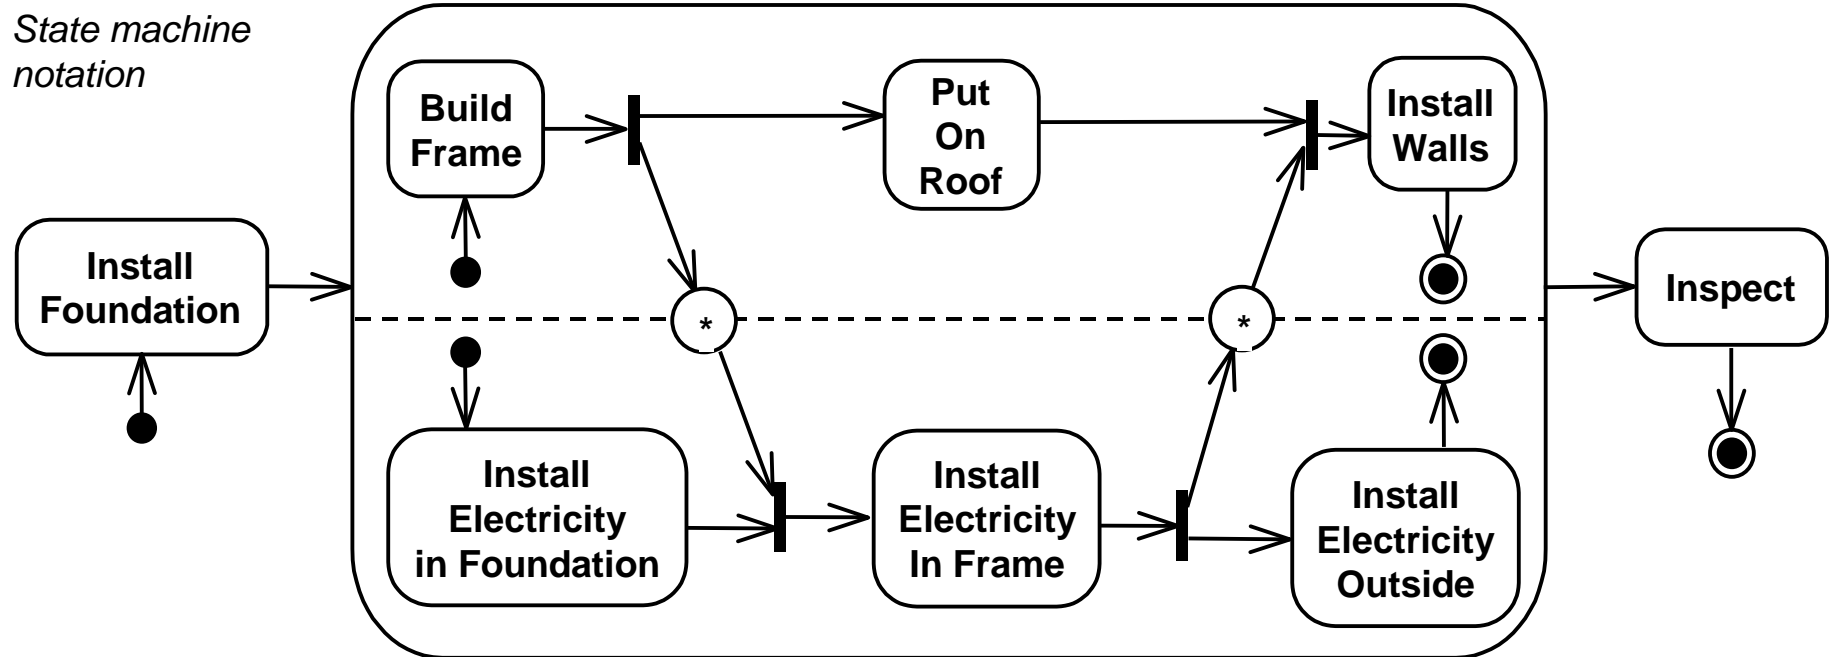 State machine
notation
Build
Frame
Put
On
Roof
Install
Walls
Install
Foundation
*
*
Inspect
Install
Electricity
in Foundation
Install
Electricity
In Frame
Install
Electricity
Outside